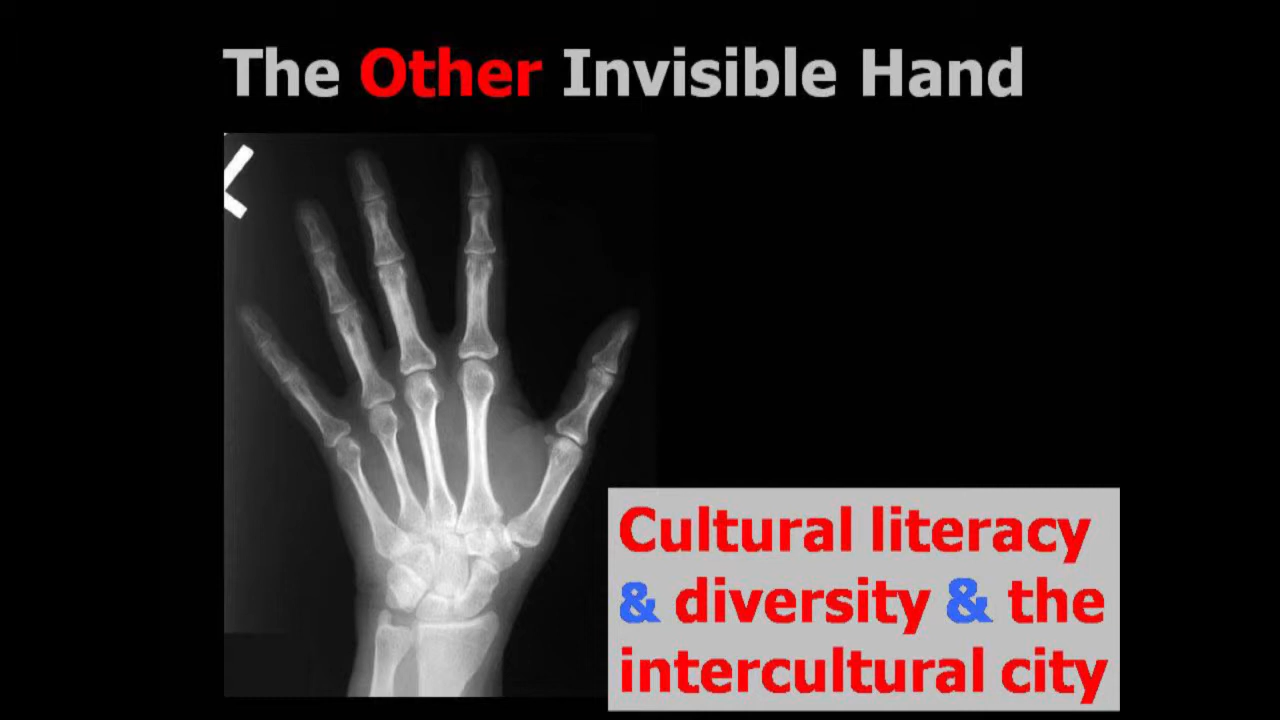 The Other Invisible Hand
Cultural literacy
& diversity & the
intercultural city